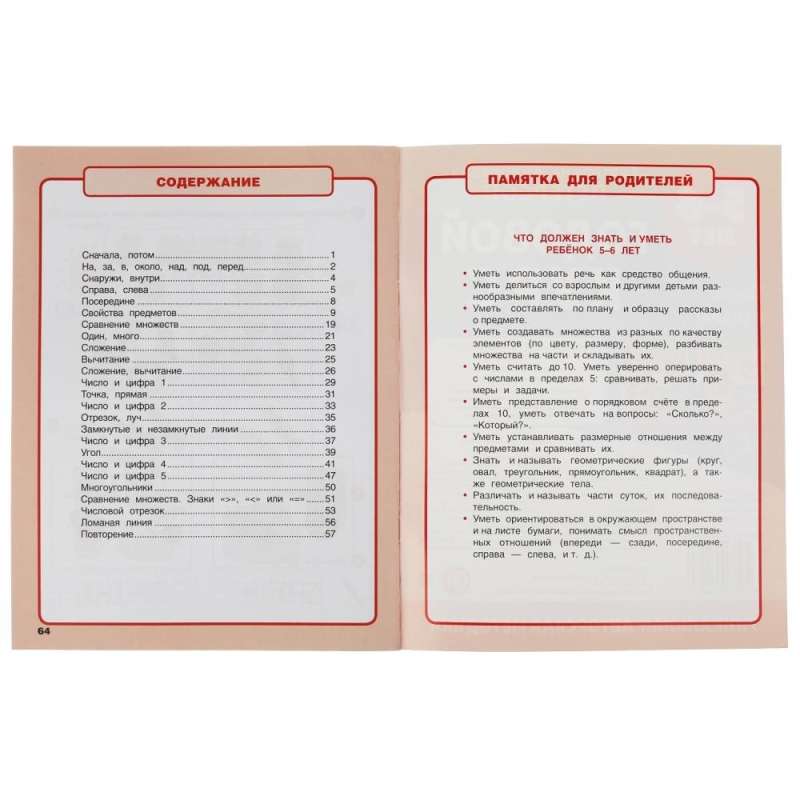 СОДЕРЖАНИЕ
Сначала, потом....1
На, за, в, около, над, под, перед....2
Снаружи, внутри....4
Справа, слева....5
Посередине....8
Свойства предметов....9
Сравнение множеств....19
Один, много....21
Сложение....23
Вычитание....25
Сложение, вычитание....26
Число и цифра 1....29
Точка, прямая....31
Число и цифра 2....33
Отрезок, луч....35
Замкнутые и незамкнутые линии....36
Число и цифра 3....37
Угол....39
Число и цифра 4....41
Число и цифра 5....47
Многоугольники....50
Сравнение множеств. Знаки «>», «<» или «=»....51
Числовой отрезок....53
Ломаная линия....56
Повторение....57
64
ПАМЯТКА ДЛЯ РОДИТЕЛЕЙ
ЧТО ДОЛЖЕН ЗНАТЬ И УМЕТЬ
РЕБЁНОК 5–6 ЛЕТ
• Уметь использовать речь как средство общения.
• Уметь делиться со взрослым и другими детьми раз-
нообразными впечатлениями.
• Уметь составлять по плану и образцу рассказы
о предмете.
• Уметь создавать множества из разных по качеству
элементов (по цвету, размеру, форме), разбивать
множества на части и складывать их.
• Уметь считать до 10. Уметь уверенно оперировать
с числами в пределах 5: сравнивать, решать при-
меры и задачи.
• Иметь представление о порядковом счёте в преде-
лах 10, уметь отвечать на вопросы: «Сколько?»,
«Который?».
• Уметь устанавливать размерные отношения между
предметами и сравнивать их.
• Знать и называть геометрические фигуры (круг,
овал, треугольник, прямоугольник, квадрат), а так-
же геометрические тела.
• Различать и называть части суток, их последова-
тельность.
• Уметь ориентироваться в окружающем пространстве
и на листе бумаги, понимать смысл пространствен-
ных отношений (впереди — сзади, посередине,
справа — слева, и т. д.).